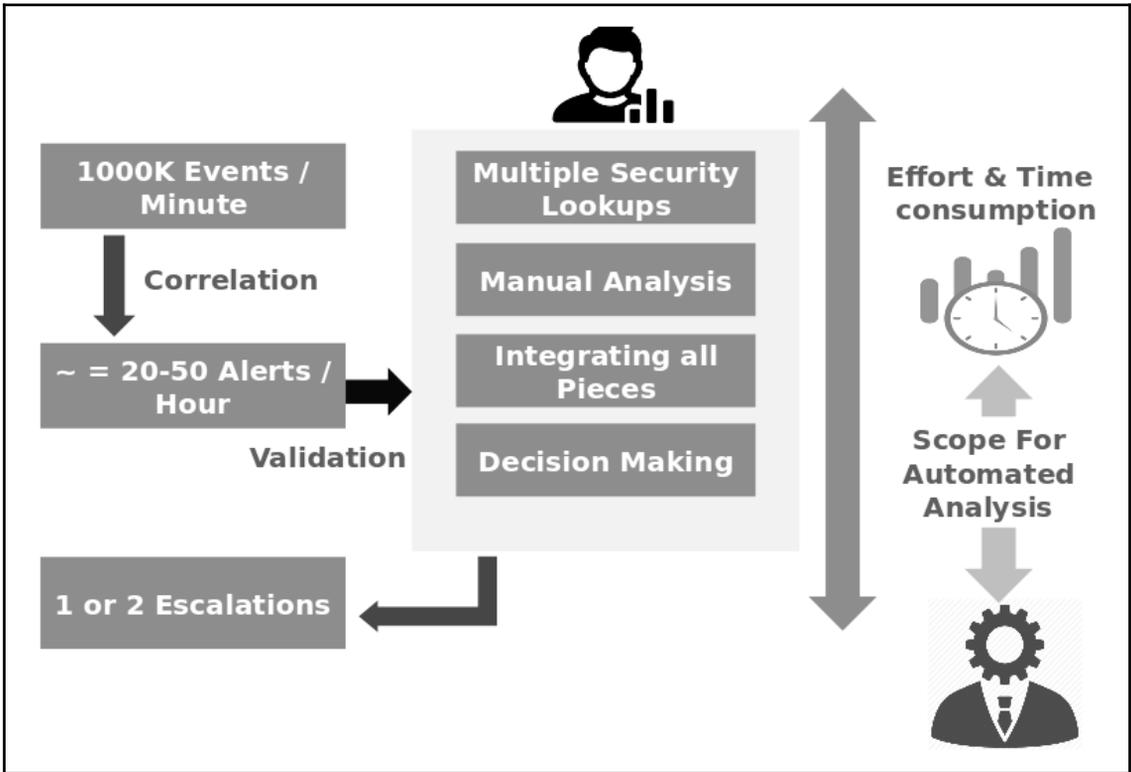 1000K Events /
Minute
Correlation
~ = 20-50 Alerts /
Hour
Validation
Multiple Security
Lookups
Manual Analysis
Integrating all
Pieces
Decision Making
1 or 2 Escalations
Effort & Time
consumption
Scope For
Automated
Analysis